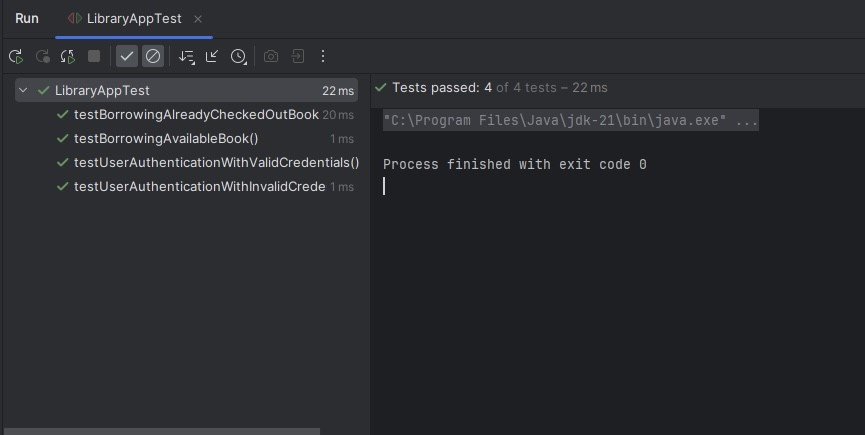 Run LibraryAppTest
LibraryAppTest 22 ms
testBorrowingAlreadyCheckedOutBook 20 ms
testBorrowingAvailableBook() 1 ms
testUserAuthenticationWithValidCredentials()
testUserAuthenticationWithInvalidCrede 1 ms
Tests passed: 4 of 4 tests – 22 ms
"C:\Program Files\Java\jdk-21\bin\java.exe" ...
Process finished with exit code 0